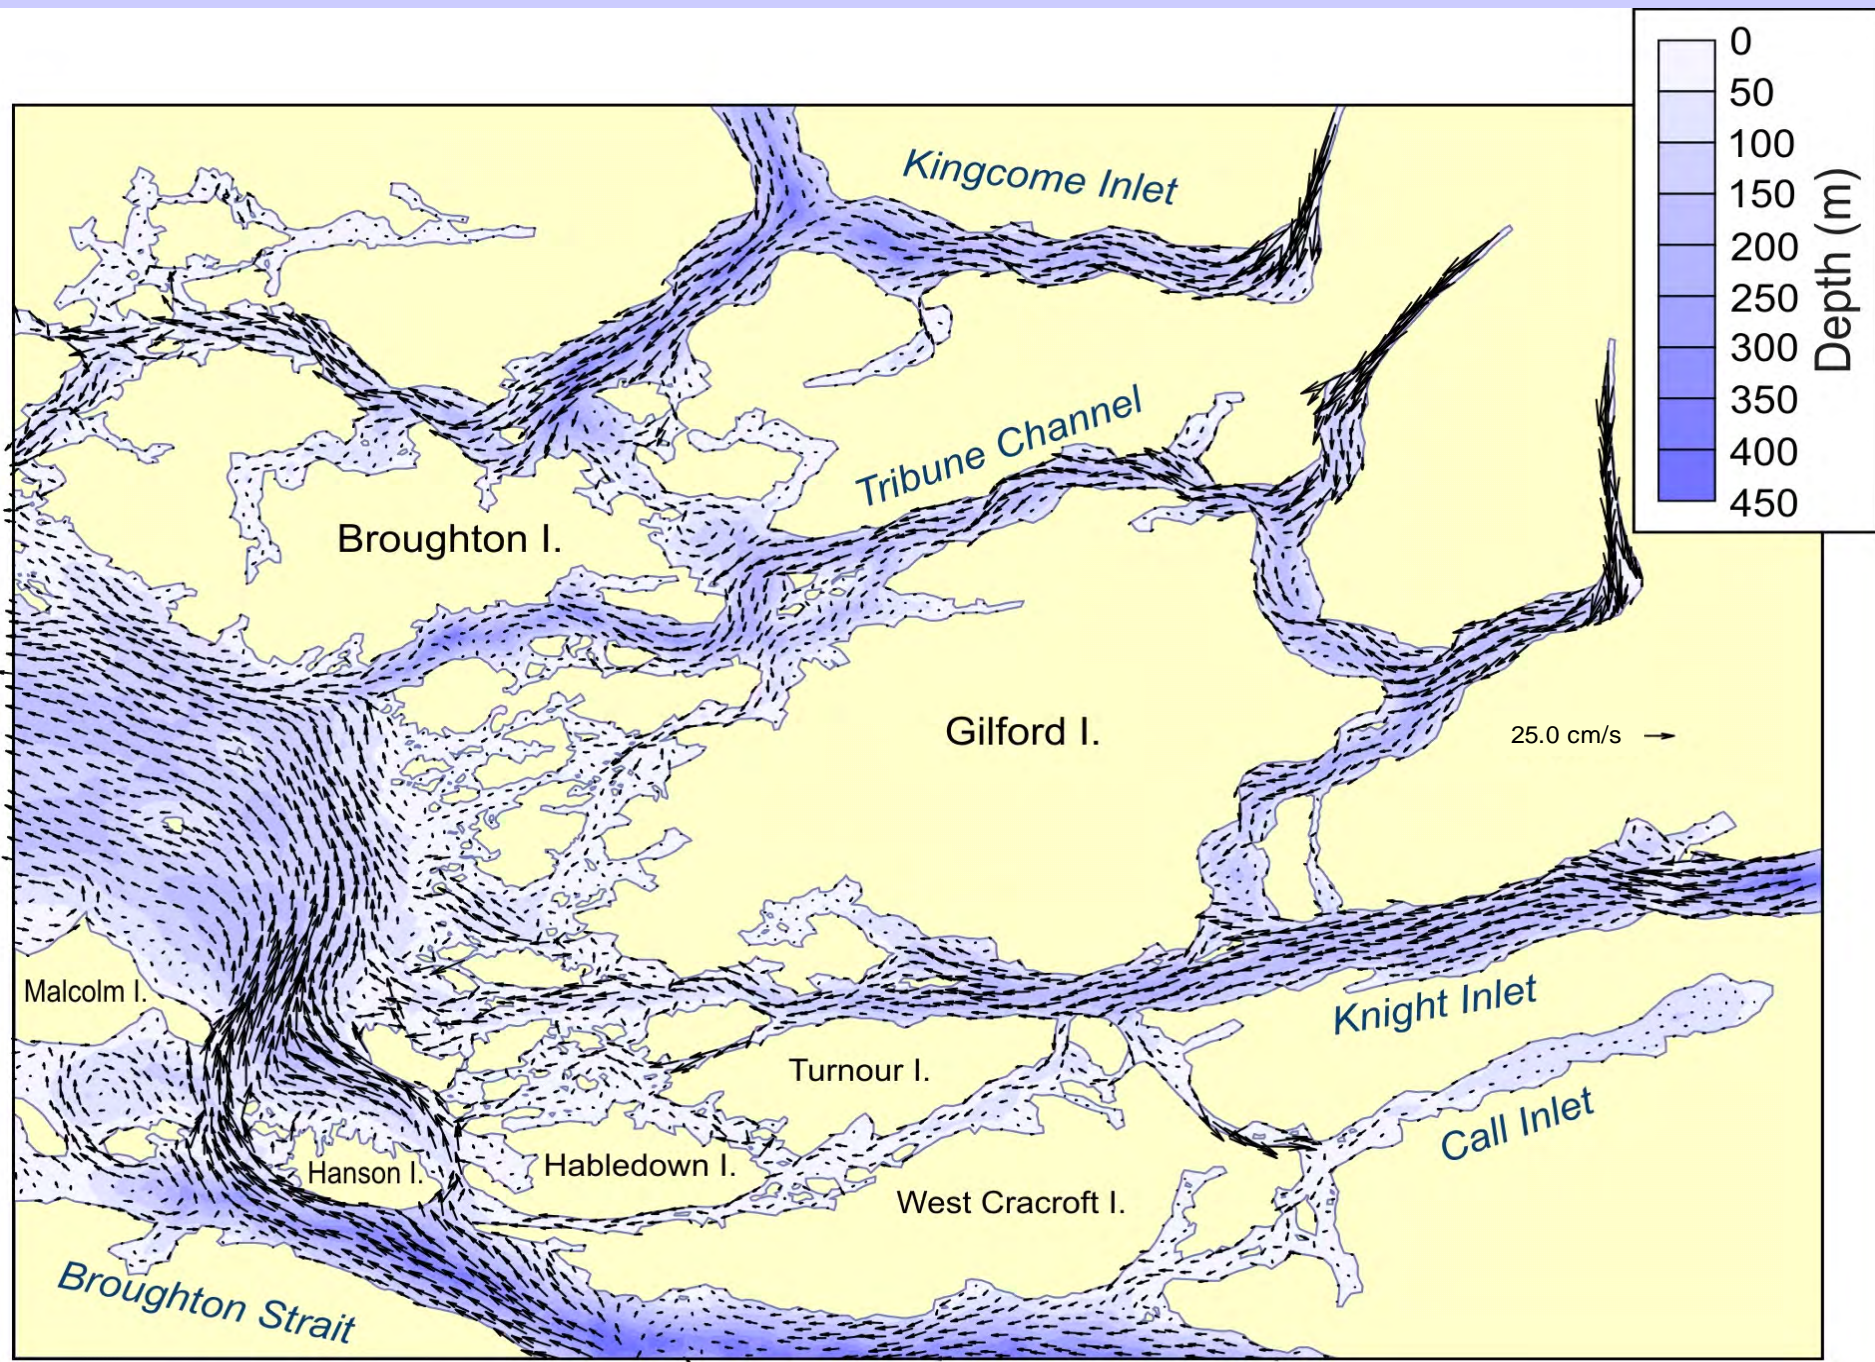 0
50
100
150
200
250
300
350
400
450
Depth (m)
Kingcome Inlet
Tribune Channel
Broughton I.
Gilford I.
25.0 cm/s
Malcolm I.
Knight Inlet
Turnour I.
Call Inlet
Hanson I.
Habledown I.
West Cracroft I.
Broughton Strait